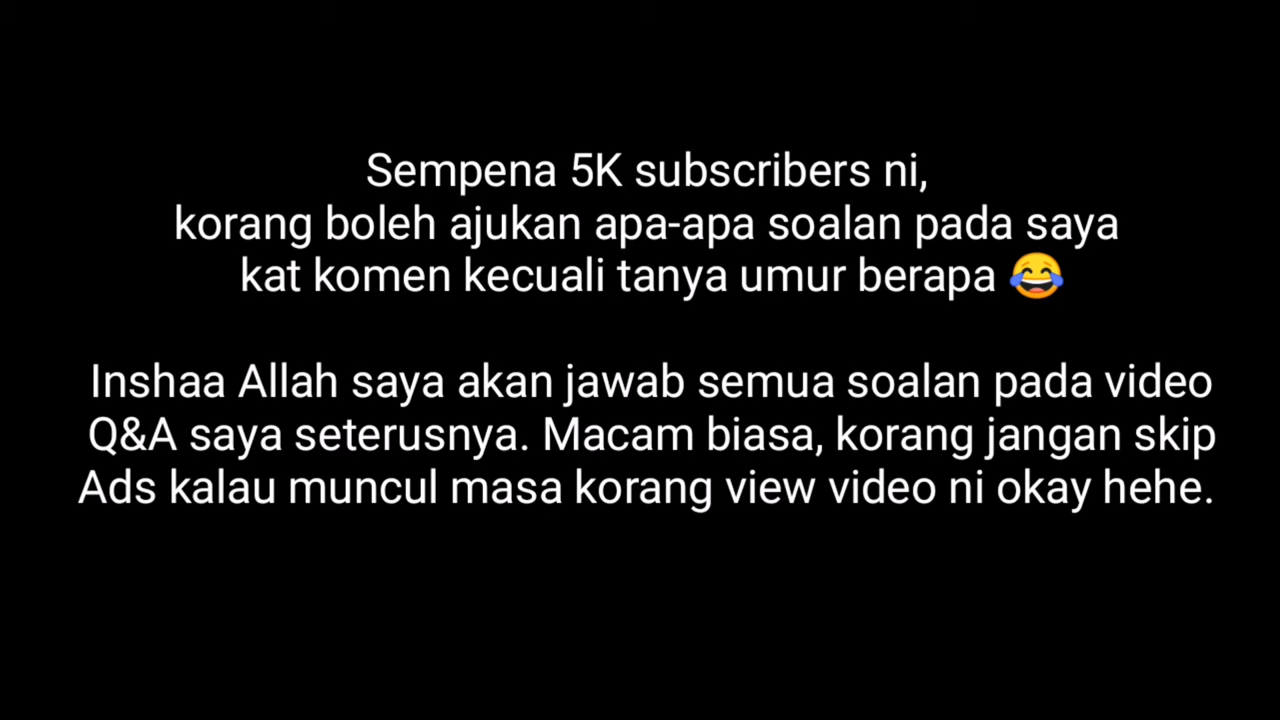 Sempena 5K subscribers ni,
korang boleh ajukan apa-apa soalan pada saya
kat komen kecuali tanya umur berapa 😂
Inshaa Allah saya akan jawab semua soalan pada video
Q&A saya seterusnya. Macam biasa, korang jangan skip
Ads kalau muncul masa korang view video ni okay hehe.